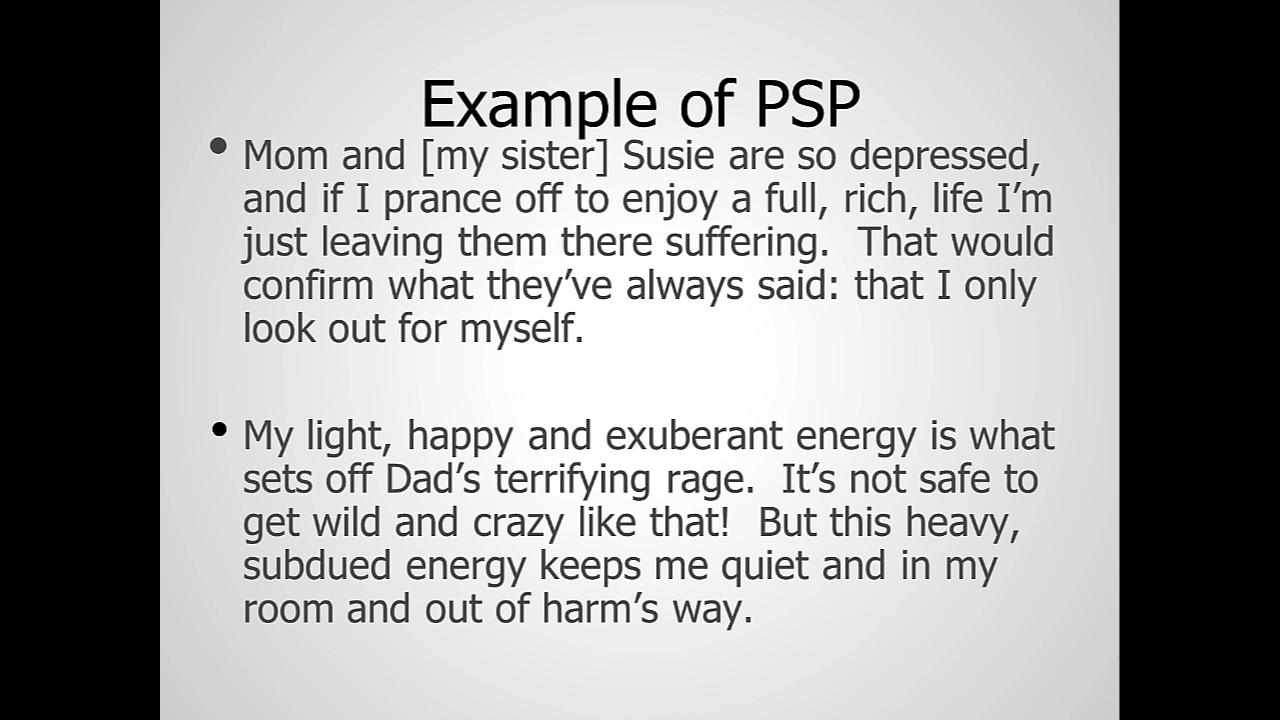 Example of PSP
• Mom and [my sister] Susie are so depressed,
and if I prance off to enjoy a full, rich, life I’m
just leaving them there suffering.  That would
confirm what they’ve always said: that I only
look out for myself.
• My light, happy and exuberant energy is what
sets off Dad’s terrifying rage.  It’s not safe to
get wild and crazy like that!  But this heavy,
subdued energy keeps me quiet and in my
room and out of harm’s way.